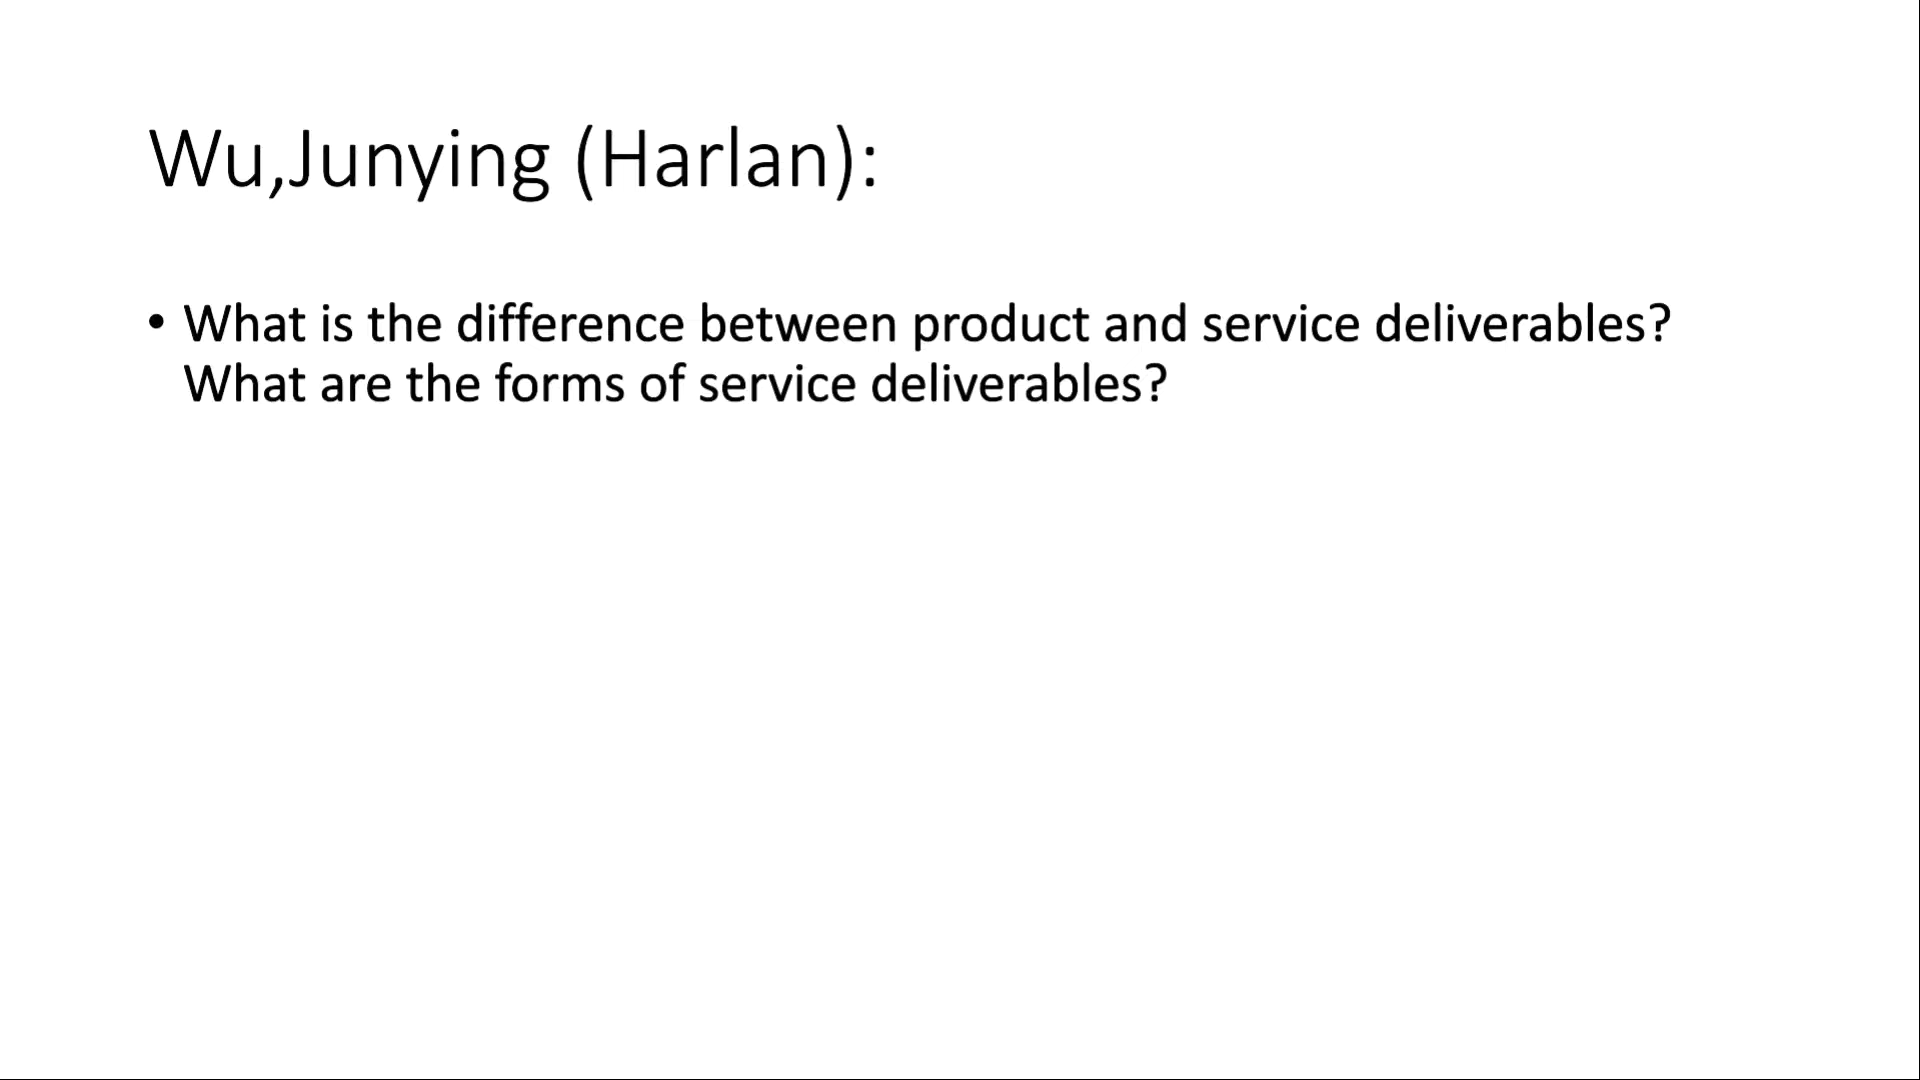 Wu,Junying (Harlan):
• What is the difference between product and service deliverables?
What are the forms of service deliverables?